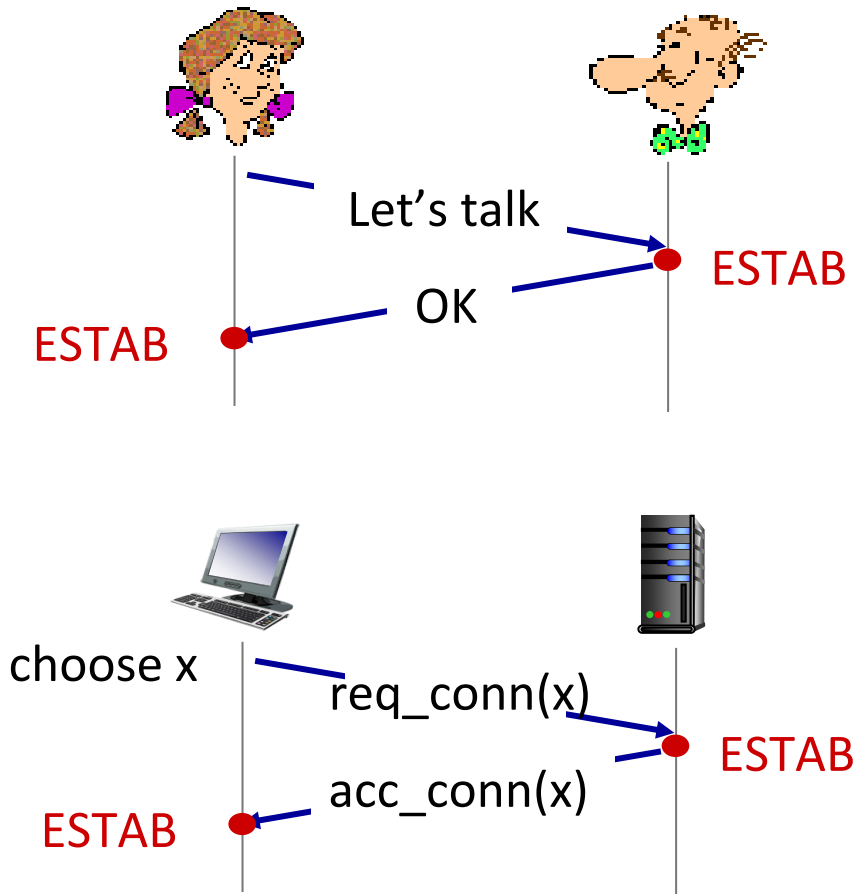 Let’s talk
ESTAB
OK
ESTAB
choose x
req_conn(x)
ESTAB
acc_conn(x)
ESTAB